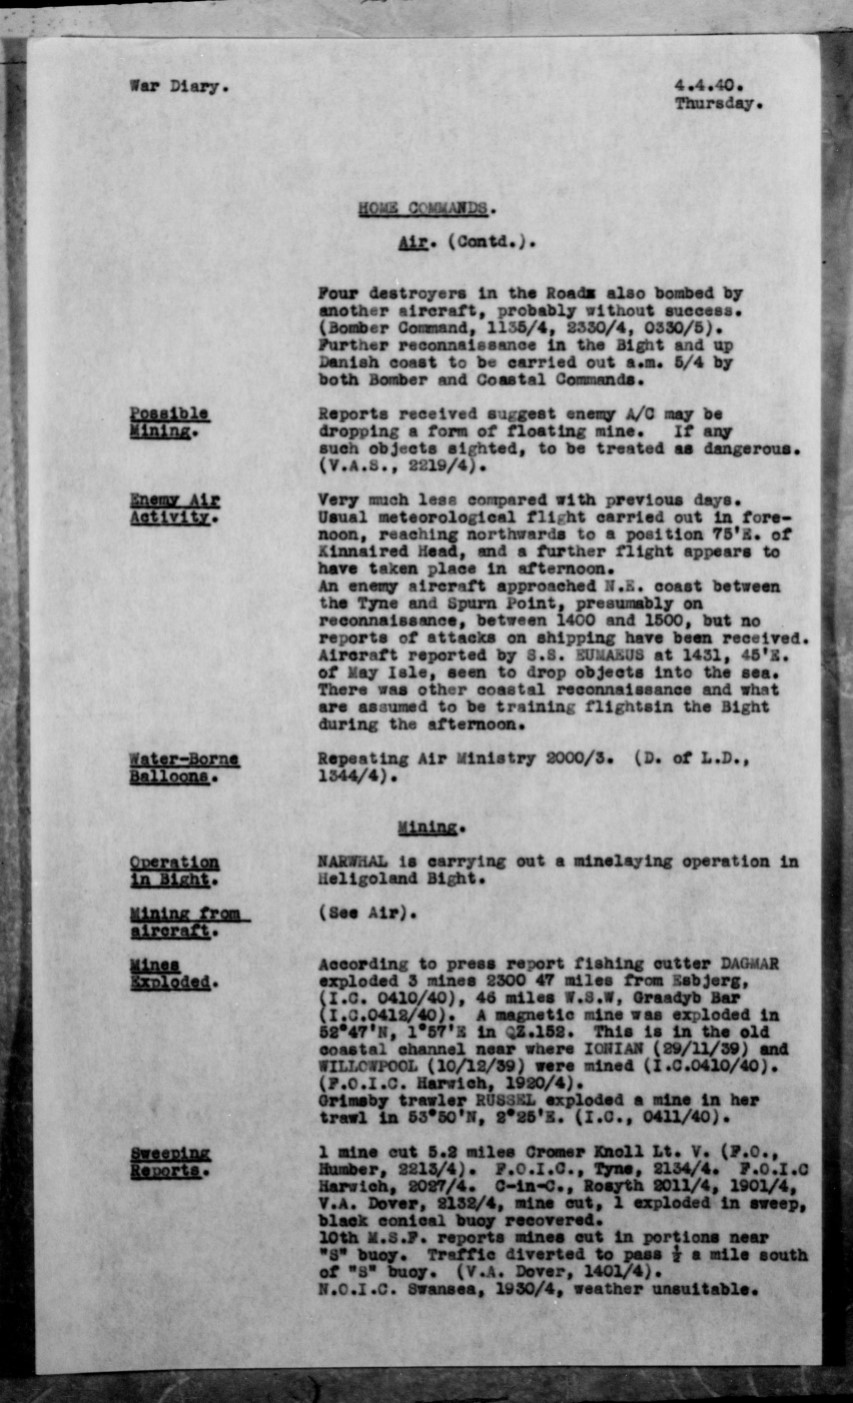 War Diary. 4.4.40.
Thursday.
HOME COMMANDS.
Air. (Contd.).
Four destroyers in the Roads also bombed by
another aircraft, probably without success.
(Bomber Command, 1135/4, 2330/4, 0330/5).
Further reconnaissance in the Bight and up
Danish coast to be carried out a.m. 5/4 by
both Bomber and Coastal Commands.
Possible Reports received suggest enemy A/C may be
Mining. dropping a form of floating mine. If any
such objects sighted, to be treated as dangerous.
(V.A.S., 2219/4).
Enemy Air Very much less compared with previous days.
Activity. Usual meteorological flight carried out in fore-
noon, reaching northwards to a position 75'E. of
Kinnaired Head, and a further flight appears to
have taken place in afternoon.
An enemy aircraft approached N.E. coast between
the Tyne and Spurn Point, presumably on
reconnaissance, between 1400 and 1500, but no
reports of attacks on shipping have been received.
Aircraft reported by S.S. EUMAEUS at 1431, 45'E.
of May Isle, seen to drop objects into the sea.
There was other coastal reconnaissance and what
are assumed to be training flightsin the Bight
during the afternoon.
Water-Borne Repeating Air Ministry 2000/3. (D. of L.D.,
Balloons. 1344/4).
Mining.
Operation NARWHAL is carrying out a minelaying operation in
in Bight. Heligoland Bight.
Mining from (See Air).
aircraft.
Mines According to press report fishing cutter DAGMAR
Exploded. exploded 3 mines 2300 47 miles from Esbjerg,
(I.C. 0410/40), 46 miles W.S.W, Graadyb Bar
(I.C.0412/40). A magnetic mine was exploded in
52°47'N, 1°57'E in QZ.152. This is in the old
coastal channel near where IONIAN (29/11/39) and
WILLOWPOOL (10/12/39) were mined (I.C.0410/40).
(F.O.I.C. Harwich, 1920/4).
Grimsby trawler RUSSEL exploded a mine in her
trawl in 53°50'N, 2°25'E. (I.C., 0411/40).
Sweeping 1 mine cut 5.2 miles Cromer Knoll Lt. V. (F.O.,
Reports. Humber, 2213/4). F.O.I.C., Tyne, 2134/4. F.O.I.C
Harwich, 2027/4. C-in-C., Rosyth 2011/4, 1901/4,
V.A. Dover, 2132/4, mine cut, 1 exploded in sweep,
black conical buoy recovered.
10th M.S.F. reports mines cut in portions near
"S" buoy. Traffic diverted to pass ½ a mile south
of "S" buoy. (V.A. Dover, 1401/4).
N.O.I.C. Swansea, 1930/4, weather unsuitable.